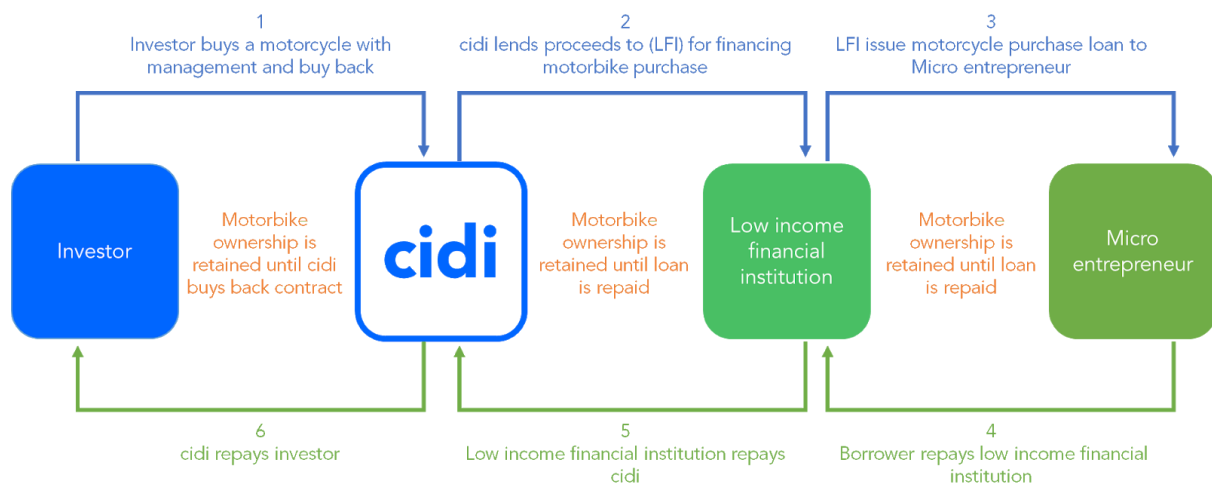 1
Investor buys a motorcycle with
management and buy back
2
cidi lends proceeds to (LFI) for financing
motorbike purchase
3
LFI issue motorcycle purchase loan to
Micro entrepreneur
Investor
Motorbike
ownership is
retained until cidi
buys back contract
cidi
Motorbike
ownership is
retained until loan
is repaid
Low income
financial
institution
Motorbike
ownership is
retained until loan
is repaid
Micro
entrepreneur
6
cidi repays investor
5
Low income financial institution repays
cidi
4
Borrower repays low income financial
institution